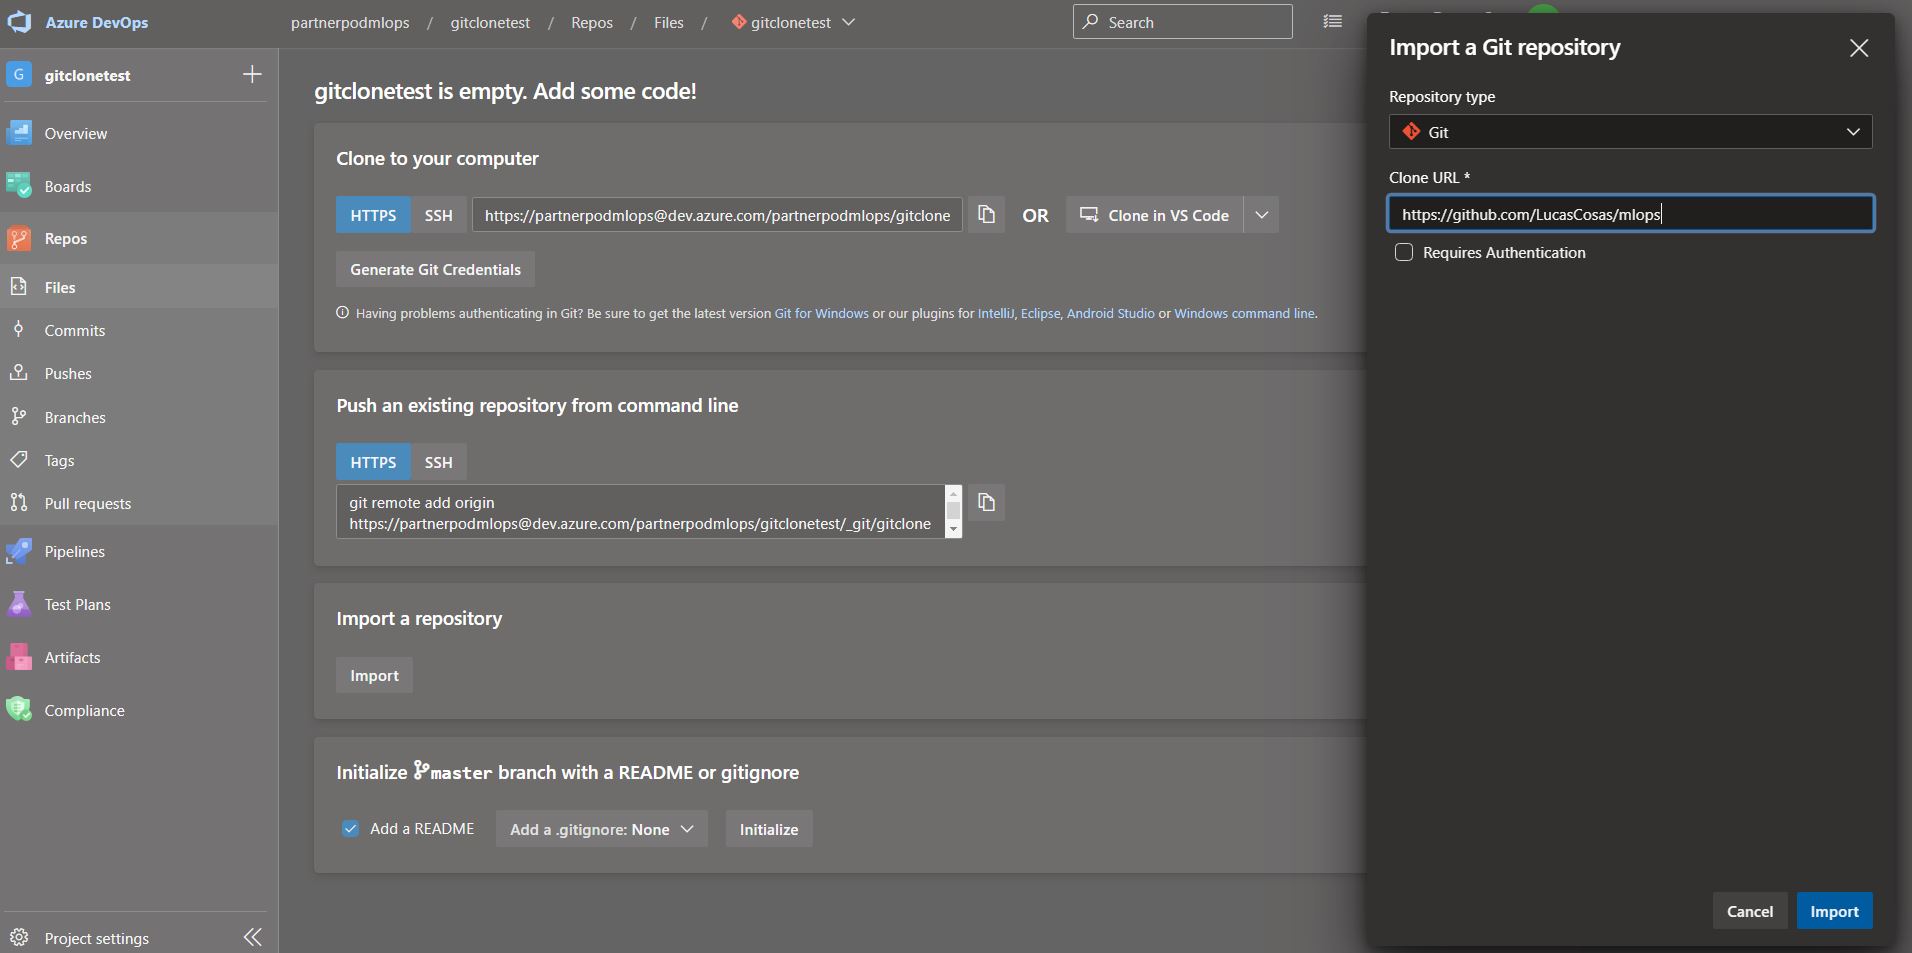 Azure DevOps
partnerpodmlops / gitclonetest / Repos / Files / gitclonetest
Search
G gitclonetest
Overview
Boards
Repos
Files
Commits
Pushes
Branches
Tags
Pull requests
Pipelines
Test Plans
Artifacts
Compliance
Project settings
gitclonetest is empty. Add some code!
Clone to your computer
HTTPS SSH https://partnerpodmlops@dev.azure.com/partnerpodmlops/gitclone OR Clone in VS Code
Generate Git Credentials
Having problems authenticating in Git? Be sure to get the latest version Git for Windows or our plugins for IntelliJ, Eclipse, Android Studio or Windows command line.
Push an existing repository from command line
HTTPS SSH
git remote add origin
https://partnerpodmlops@dev.azure.com/partnerpodmlops/gitclonetest/_git/gitclone
Import a repository
Import
Initialize master branch with a README or gitignore
Add a README Add a .gitignore: None Initialize
Import a Git repository
Repository type
Git
Clone URL *
https://github.com/LucasCosas/mlops
Requires Authentication
Cancel Import